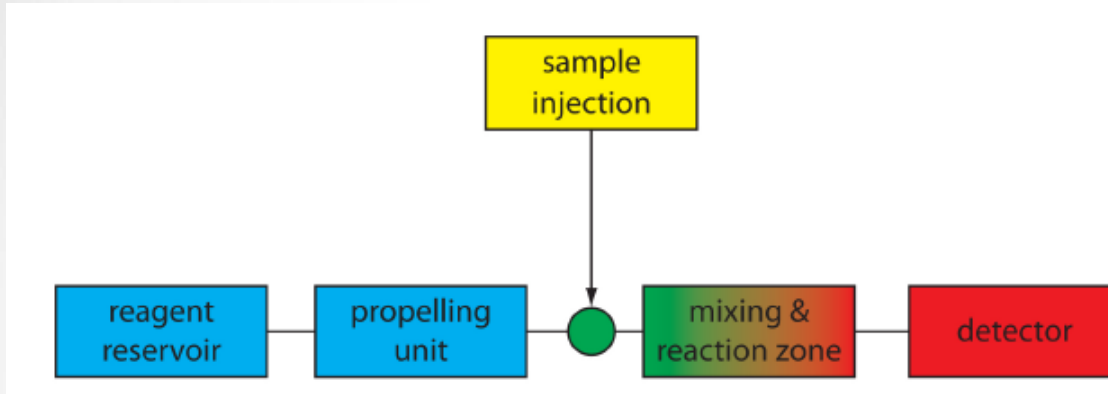 sample
injection
reagent
reservoir
propelling
unit
mixing &
reaction zone
detector